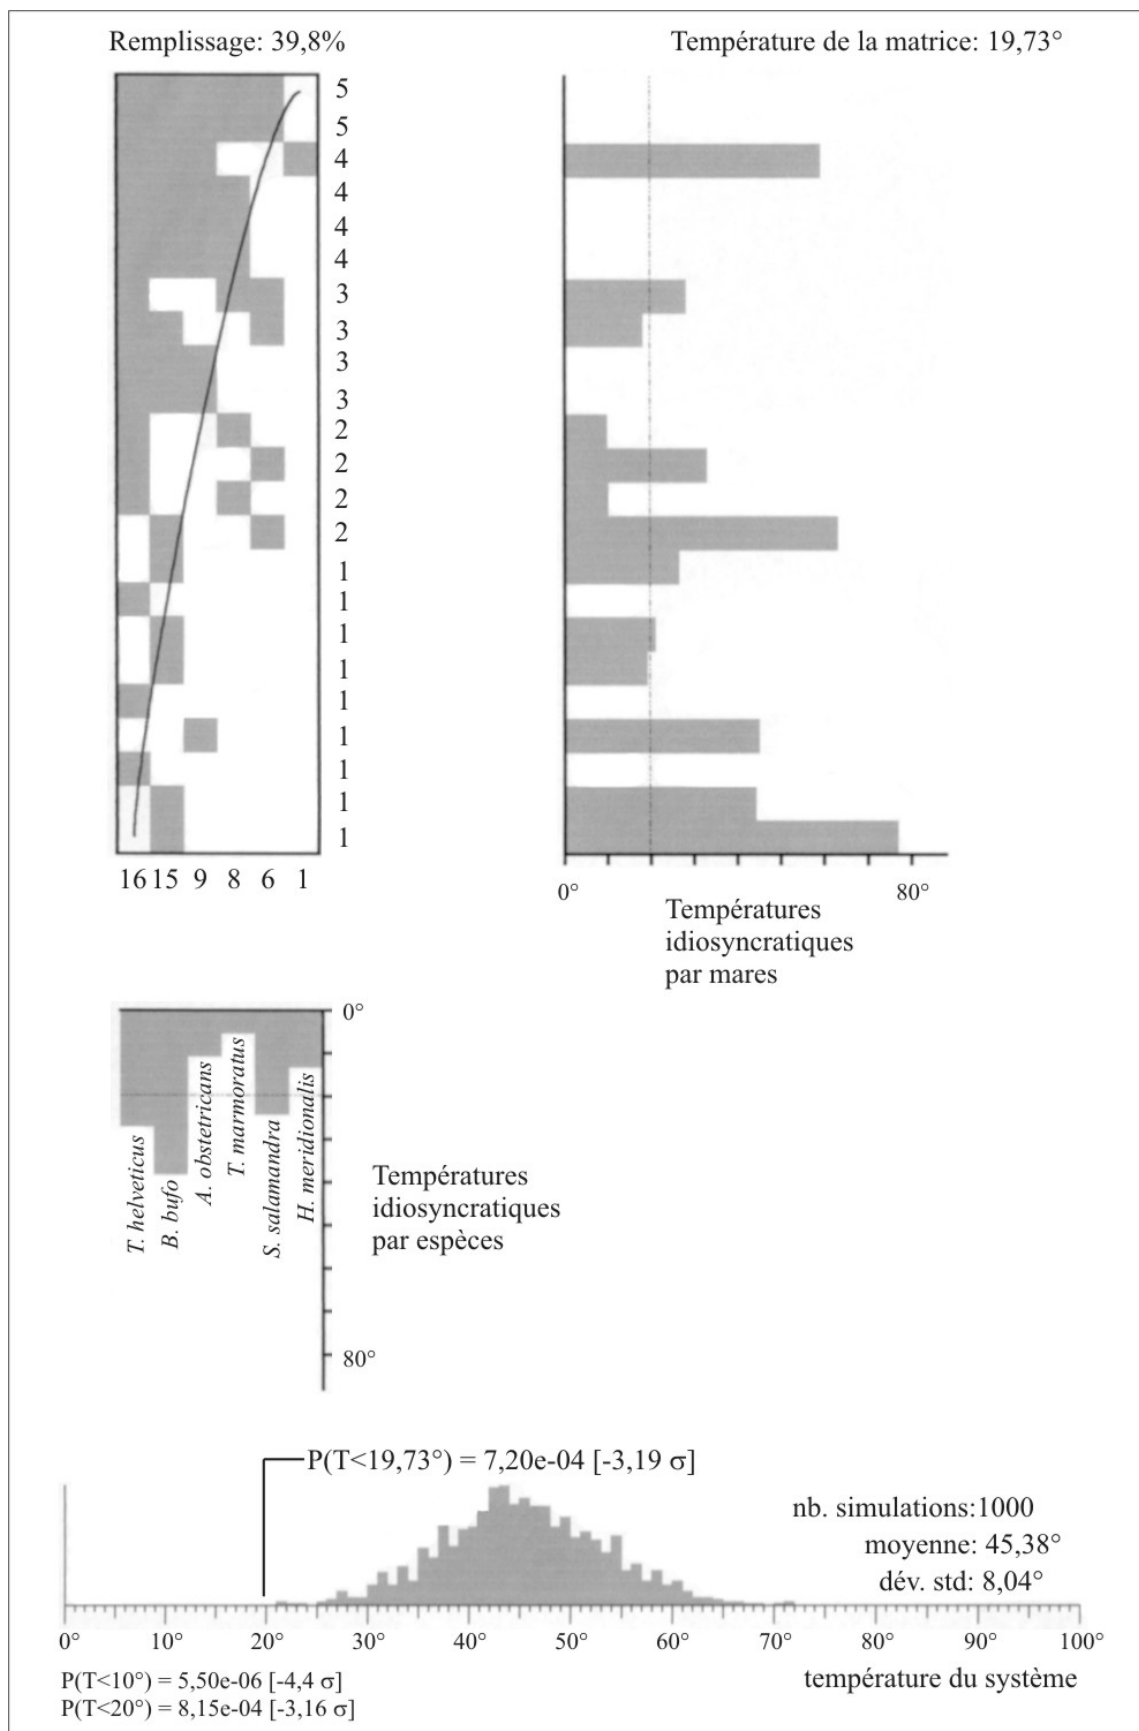 Remplissage: 39,8%
Température de la matrice: 19,73°
5
5
4
4
4
4
3
3
3
3
2
2
2
2
1
1
1
1
1
1
1
1
1
16 15 9 8 6 1
0° 80°
Températures
idiosyncratiques
par mares
0°
T. helveticus
B. bufo
A. obstetricans
T. marmoratus
S. salamandra
H. meridionalis
Températures
idiosyncratiques
par espèces
80°
P(T<19,73°) = 7,20e-04 [-3,19 σ]
nb. simulations:1000
moyenne: 45,38°
dév. std: 8,04°
0° 10° 20° 30° 40° 50° 60° 70° 80° 90° 100°
température du système
P(T<10°) = 5,50e-06 [-4,4 σ]
P(T<20°) = 8,15e-04 [-3,16 σ]